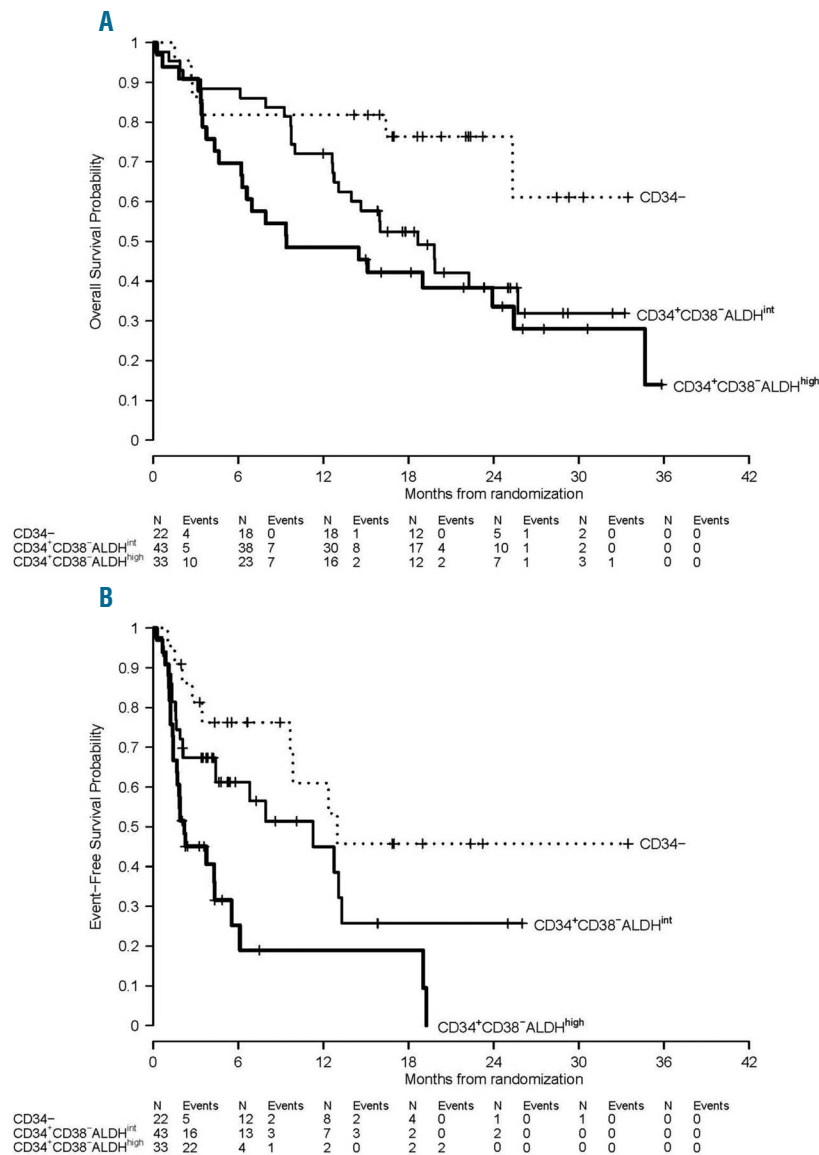 A
Overall Survival Probability
1
0.9
0.8
0.7
0.6
0.5
0.4
0.3
0.2
0.1
0
CD34−
CD34⁺CD38⁻ALDHⁱⁿᵗ
CD34⁺CD38⁻ALDHʰⁱᵍʰ
0 6 12 18 24 30 36 42
Months from randomization
N Events N Events N Events N Events N Events N Events N Events
CD34− 22 4 18 0 18 1 12 0 5 1 2 0 0 0
CD34⁺CD38⁻ALDHⁱⁿᵗ 43 5 38 7 30 8 17 4 10 1 2 0 0 0
CD34⁺CD38⁻ALDHʰⁱᵍʰ 33 10 23 7 16 2 12 2 7 1 3 1 0 0
B
Event−Free Survival Probability
1
0.9
0.8
0.7
0.6
0.5
0.4
0.3
0.2
0.1
0
CD34−
CD34⁺CD38⁻ALDHⁱⁿᵗ
CD34⁺CD38⁻ALDHʰⁱᵍʰ
0 6 12 18 24 30 36 42
Months from randomization
N Events N Events N Events N Events N Events N Events N Events
CD34− 22 5 12 2 8 2 4 0 1 0 1 0 0 0
CD34⁺CD38⁻ALDHⁱⁿᵗ 43 16 13 3 7 3 2 0 2 0 0 0 0 0
CD34⁺CD38⁻ALDHʰⁱᵍʰ 33 22 4 1 2 0 2 2 0 0 0 0 0 0